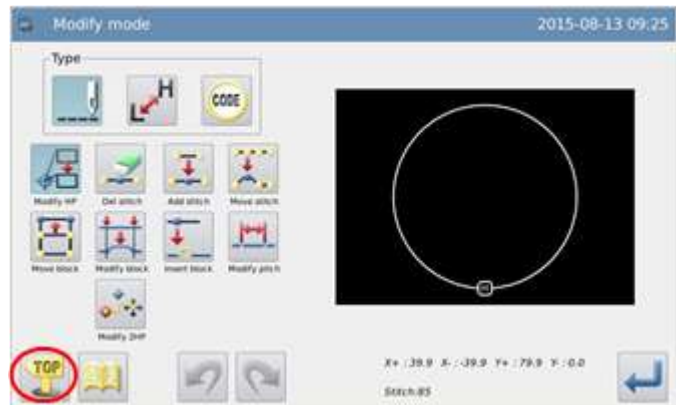 Modify mode 2015-08-13 09:25
Type
L H CODE
Modify HP Del stitch Add stitch Move stitch
Move block Modify block Insert block Modify pitch
Modify 2HP
X+ :39.9 X- :-39.9 Y+ :79.9 Y- :0.0
TOP
Stitch:85